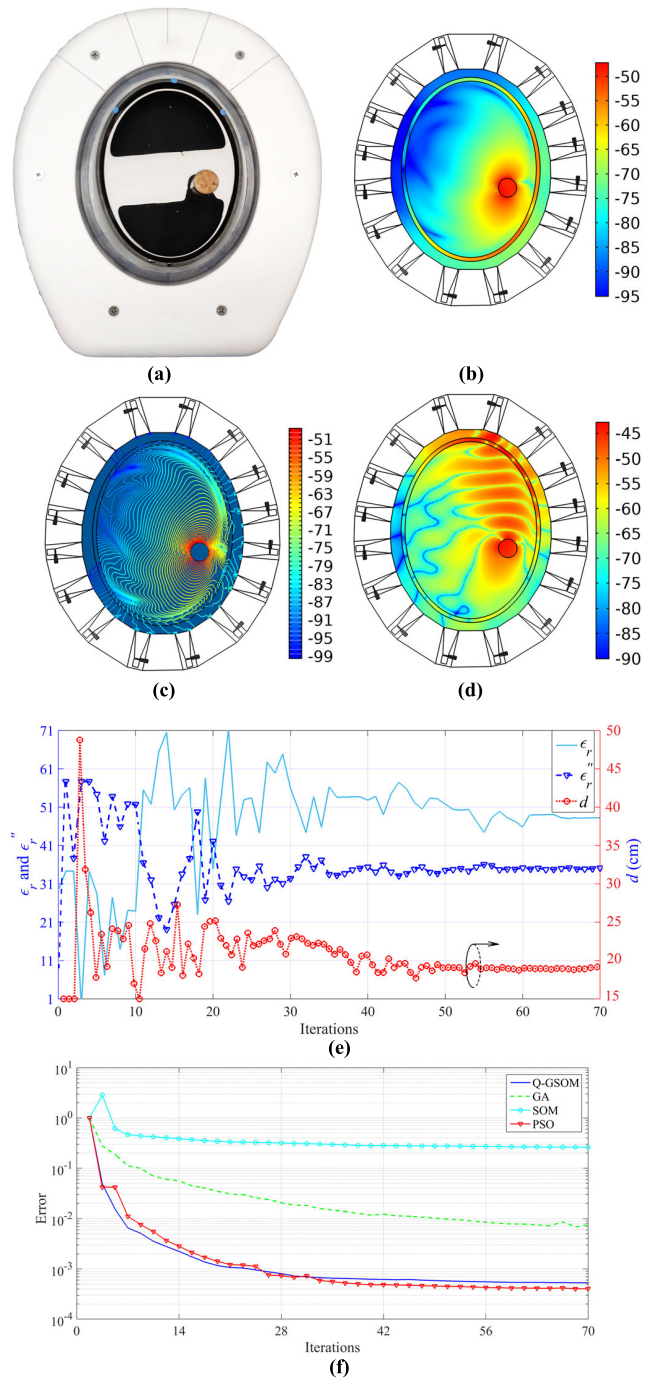 (a)
-50
-55
-60
-65
-70
-75
-80
-85
-90
-95
(b)
-51
-55
-59
-63
-67
-71
-75
-79
-83
-87
-91
-95
-99
(c)
-45
-50
-55
-60
-65
-70
-75
-80
-85
-90
(d)
71
61
51
41
31
21
11
1
ϵr and ϵr″
50
45
40
35
30
25
20
15
d (cm)
ϵr
ϵr″
d
0 10 20 30 40 50 60 70
Iterations
(e)
10^1
10^0
10^-1
10^-2
10^-3
10^-4
Error
Q-GSOM
GA
SOM
PSO
0 14 28 42 56 70
Iterations
(f)